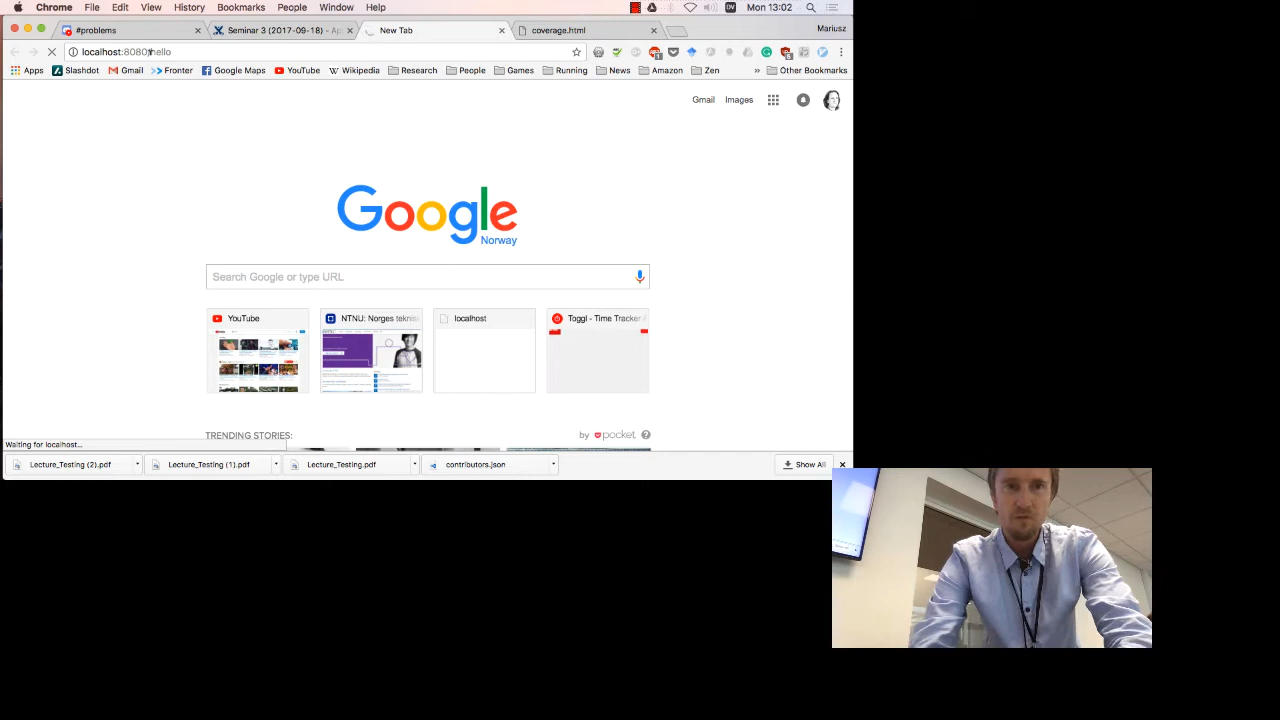 Chrome File Edit View History Bookmarks People Window Help DV Mon 13:02
#problems Seminar 3 (2017-09-18) - Ap New Tab coverage.html Mariusz
localhost:8080/hello
Apps Slashdot Gmail Fronter Google Maps YouTube Wikipedia Research People Games Running News Amazon Zen » Other Bookmarks
Gmail Images
Google
Norway
Search Google or type URL
YouTube NTNU: Norges teknis localhost Toggl - Time Tracker
TRENDING STORIES: by pocket ?
Waiting for localhost...
Lecture_Testing (2).pdf Lecture_Testing (1).pdf Lecture_Testing.pdf contributors.json Show All